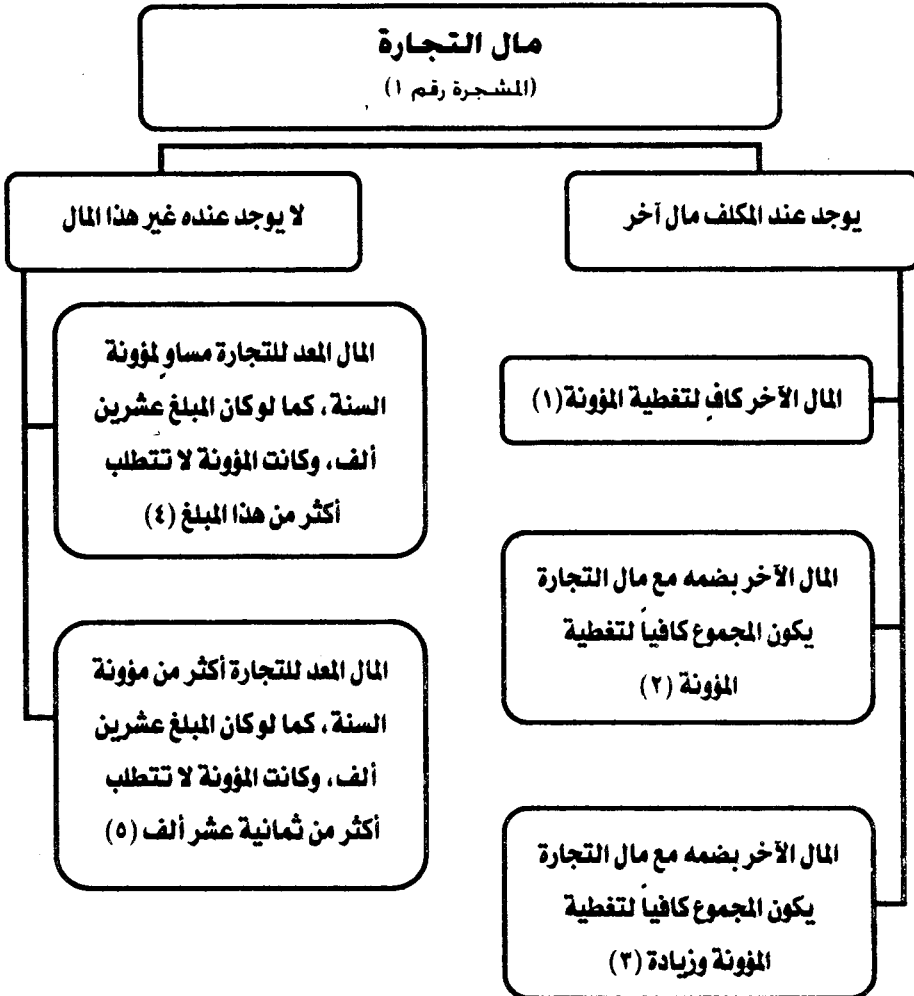 مال التجارة
(المشجرة رقم ١)
يوجد عند المكلف مال آخر
المال الآخر كافٍ لتغطية المؤونة (١)
المال الآخر بضمه مع مال التجارة
يكون المجموع كافياً لتغطية
المؤونة (٢)
المال الآخر بضمه مع مال التجارة
يكون المجموع كافياً لتغطية
المؤونة وزيادة (٣)
لا يوجد عنده غير هذا المال
المال المعد للتجارة مساوٍ لمؤونة
السنة، كما لو كان المبلغ عشرين
ألف، وكانت المؤونة لا تتطلب
أكثر من هذا المبلغ (٤)
المال المعد للتجارة أكثر من مؤونة
السنة، كما لو كان المبلغ عشرين
ألف، وكانت المؤونة لا تتطلب
أكثر من ثمانية عشر ألف (٥)